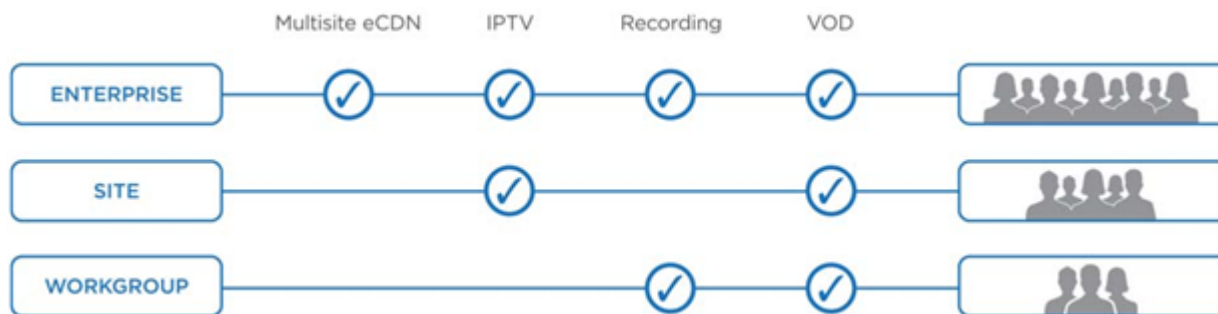 Multisite eCDN IPTV Recording VOD
ENTERPRISE
SITE
WORKGROUP